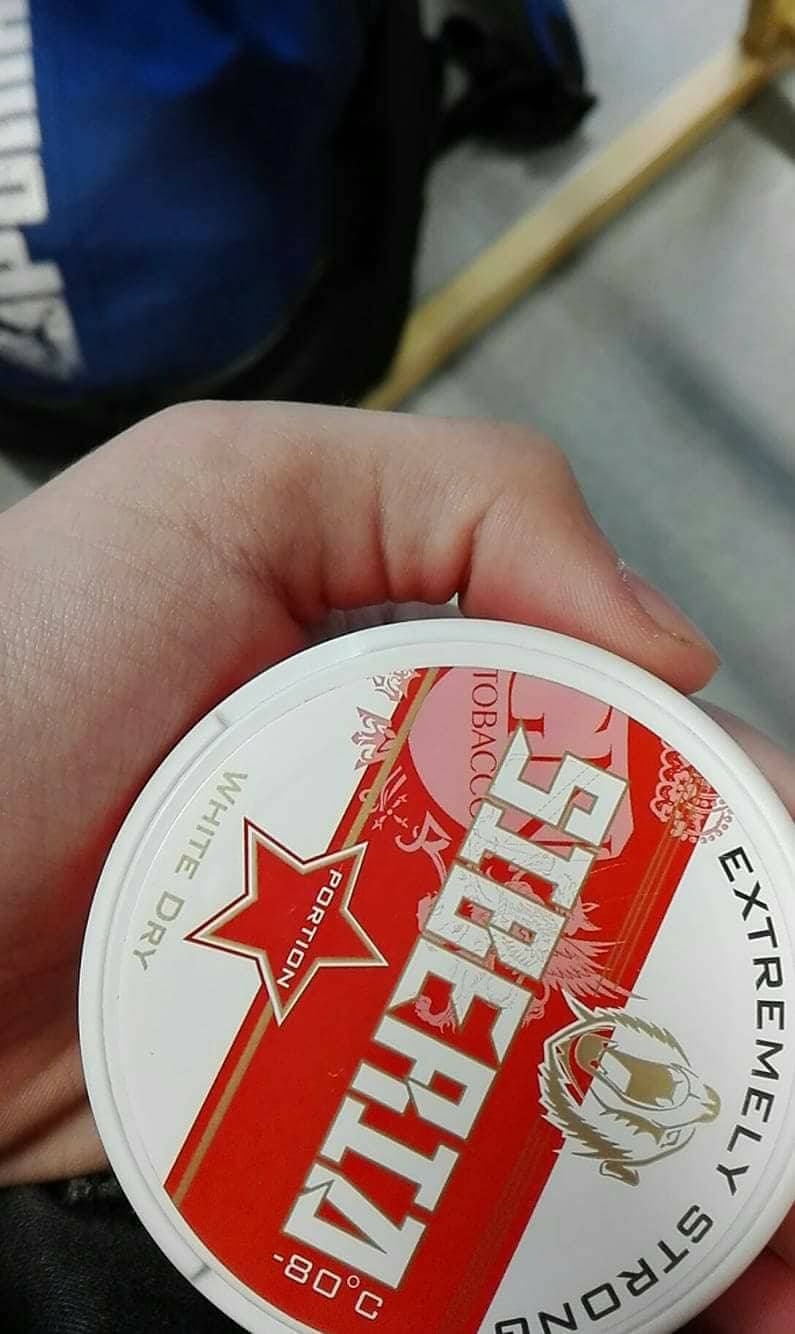 EXTREMELY STRONG
TOBACCO
SIBERIA
-80°C
PORTION
WHITE DRY